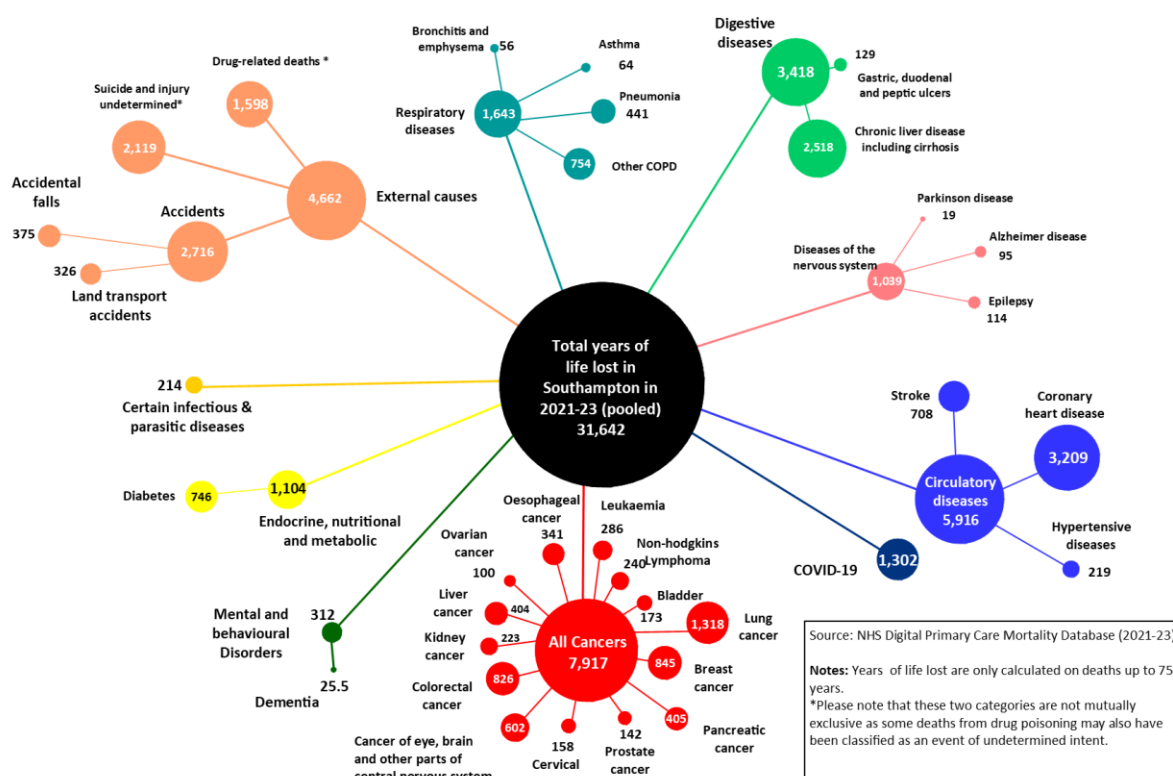 Bronchitis and
emphysema
56
Asthma
64
Pneumonia
441
Respiratory
diseases
1,643
754
Other COPD
Digestive
diseases
3,418
129
Gastric, duodenal
and peptic ulcers
2,518
Chronic liver disease
including cirrhosis
Drug-related deaths *
1,598
Suicide and injury
undetermined*
2,119
4,662
External causes
Accidental
falls
375
Accidents
2,716
326
Land transport
accidents
Parkinson disease
19
Diseases of the
nervous system
1,039
Alzheimer disease
95
Epilepsy
114
Total years of
life lost in
Southampton in
2021-23 (pooled)
31,642
214
Certain infectious &
parasitic diseases
Diabetes
746
1,104
Endocrine, nutritional
and metabolic
Stroke
708
Coronary
heart disease
3,209
Circulatory
diseases
5,916
Hypertensive
diseases
219
COVID-19
1,302
Mental and
behavioural
Disorders
312
25.5
Dementia
Oesophageal
cancer
341
Leukaemia
286
Non-hodgkins
Lymphoma
240
Ovarian
cancer
100
Bladder
173
Liver
cancer
404
1,318
Lung
cancer
Kidney
cancer
223
All Cancers
7,917
845
Breast
cancer
Colorectal
cancer
826
602
Cancer of eye, brain
and other parts of
central nervous system
158
Cervical
142
Prostate
cancer
405
Pancreatic
cancer
Source: NHS Digital Primary Care Mortality Database (2021-23)
Notes: Years of life lost are only calculated on deaths up to 75
years.
*Please note that these two categories are not mutually
exclusive as some deaths from drug poisoning may also have
been classified as an event of undetermined intent.